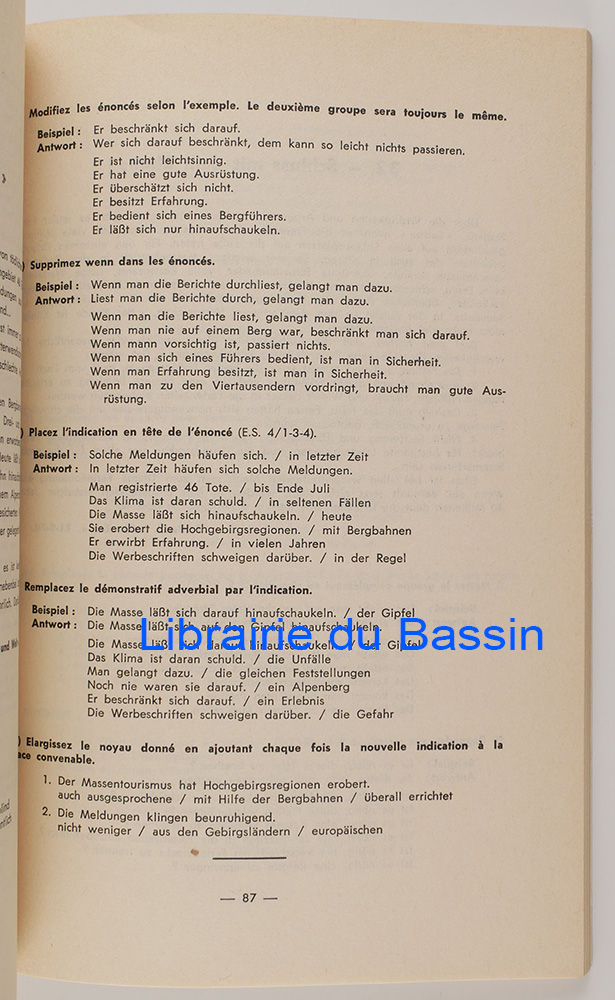 Modifiez les énoncés selon l'exemple. Le deuxième groupe sera toujours le même.
Beispiel : Er beschränkt sich darauf.
Antwort : Wer sich darauf beschränkt, dem kann so leicht nichts passieren.
Er ist nicht leichtsinnig.
Er hat eine gute Ausrüstung.
Er überschätzt sich nicht.
Er besitzt Erfahrung.
Er bedient sich eines Bergführers.
Er läßt sich nur hinaufschaukeln.
) Supprimez wenn dans les énoncés.
Beispiel : Wenn man die Berichte durchliest, gelangt man dazu.
Antwort : Liest man die Berichte durch, gelangt man dazu.
Wenn man die Berichte liest, gelangt man dazu.
Wenn man nie auf einem Berg war, beschränkt man sich darauf.
Wenn mann vorsichtig ist, passiert nichts.
Wenn man sich eines Führers bedient, ist man in Sicherheit.
Wenn man Erfahrung besitzt, ist man in Sicherheit.
Wenn man zu den Viertausendern vordringt, braucht man gute Aus-
rüstung.
) Placez l'indication en tête de l'énoncé (E.S. 4/1-3-4).
Beispiel : Solche Meldungen häufen sich. / in letzter Zeit
Antwort : In letzter Zeit häufen sich solche Meldungen.
Man registrierte 46 Tote. / bis Ende Juli
Das Klima ist daran schuld. / in seltenen Fällen
Die Masse läßt sich hinaufschaukeln. / heute
Sie erobert die Hochgebirgsregionen. / mit Bergbahnen
Er erwirbt Erfahrung. / in vielen Jahren
Die Werbeschriften schweigen darüber. / in der Regel
Remplacez le démonstratif adverbial par l'indication.
Beispiel : Die Masse läßt sich darauf hinaufschaukeln. / der Gipfel
Antwort : Die Masse läßt sich auf den Gipfel hinaufschaukeln.
Librairie du Bassin
Die Masse läßt sich darauf hinaufschaukeln. / der Gipfel
Das Klima ist daran schuld. / die Unfälle
Man gelangt dazu. / die gleichen Feststellungen
Noch nie waren sie darauf. / ein Alpenberg
Er beschränkt sich darauf. / ein Erlebnis
Die Werbeschriften schweigen darüber. / die Gefahr
) Elargissez le noyau donné en ajoutant chaque fois la nouvelle indication à la
ace convenable.
1. Der Massentourismus hat Hochgebirgsregionen erobert.
auch ausgesprochene / mit Hilfe der Bergbahnen / überall errichtet
2. Die Meldungen klingen beunruhigend.
nicht weniger / aus den Gebirgsländern / europäischen
— 87 —